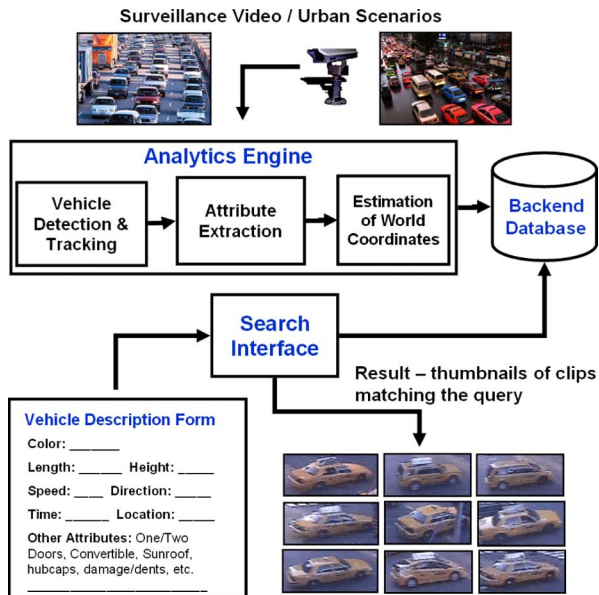 Surveillance Video / Urban Scenarios
Analytics Engine
Vehicle
Detection &
Tracking
Attribute
Extraction
Estimation
of World
Coordinates
Backend
Database
Search
Interface
Result – thumbnails of clips
matching the query
Vehicle Description Form
Color: _______
Length: ______ Height: _____
Speed: ____ Direction: _____
Time: ______ Location: _____
Other Attributes: One/Two
Doors, Convertible, Sunroof,
hubcaps, damage/dents, etc.